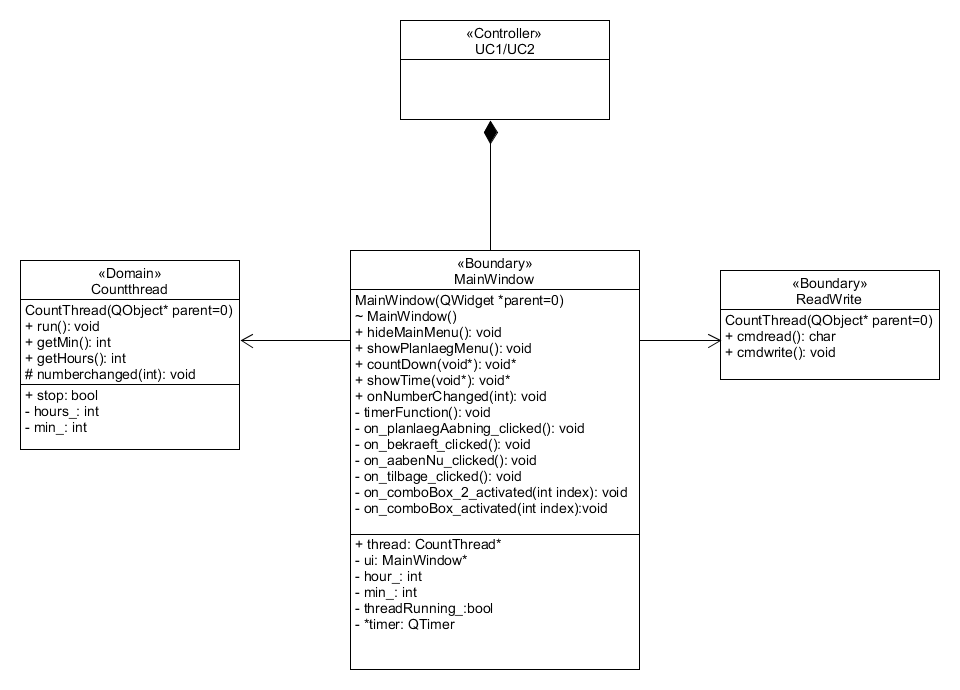 «Controller»
UC1/UC2
«Domain»
Countthread
CountThread(QObject* parent=0)
+ run(): void
+ getMin(): int
+ getHours(): int
# numberchanged(int): void
+ stop: bool
- hours_: int
- min_: int
«Boundary»
MainWindow
MainWindow(QWidget *parent=0)
~ MainWindow()
+ hideMainMenu(): void
+ showPlanlaegMenu(): void
+ countDown(void*): void*
+ showTime(void*): void*
+ onNumberChanged(int): void
- timerFunction(): void
- on_planlaegAabning_clicked(): void
- on_bekraeft_clicked(): void
- on_aabenNu_clicked(): void
- on_tilbage_clicked(): void
- on_comboBox_2_activated(int index): void
- on_comboBox_activated(int index):void
+ thread: CountThread*
- ui: MainWindow*
- hour_: int
- min_: int
- threadRunning_:bool
- *timer: QTimer
«Boundary»
ReadWrite
CountThread(QObject* parent=0)
+ cmdread(): char
+ cmdwrite(): void